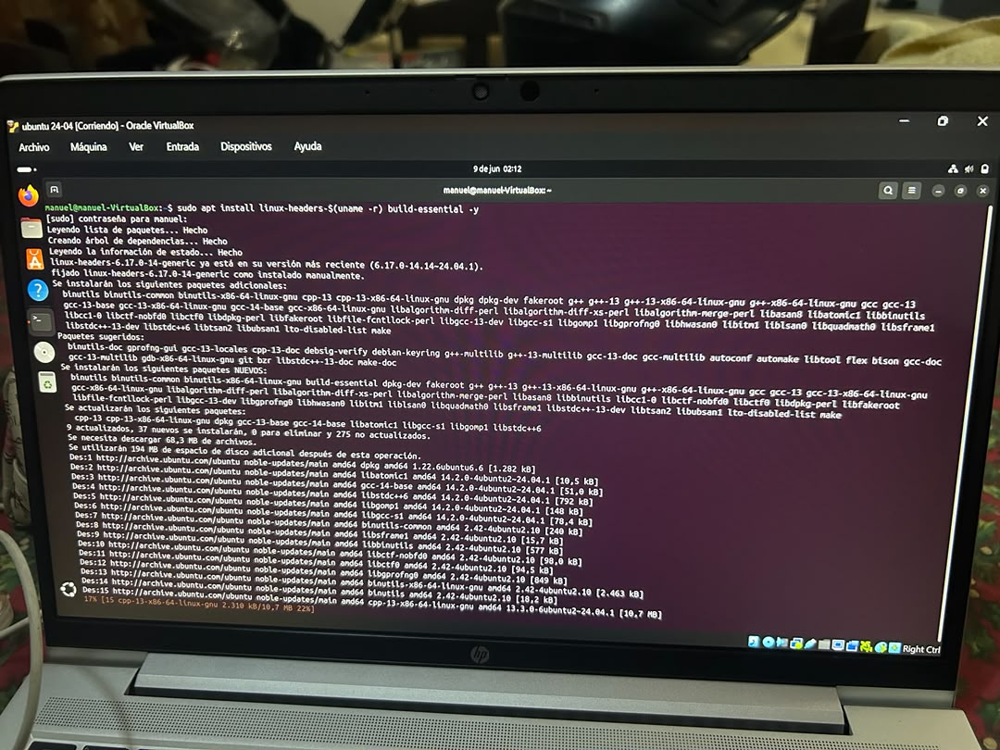 ubuntu 24-04 [Corriendo] - Oracle VirtualBox
Archivo Máquina Ver Entrada Dispositivos Ayuda
9 de jun 02:12
manuel@manuel-VirtualBox: ~
manuel@manuel-VirtualBox:~$ sudo apt install linux-headers-$(uname -r) build-essential -y
[sudo] contraseña para manuel:
Leyendo lista de paquetes... Hecho
Creando árbol de dependencias... Hecho
Leyendo la información de estado... Hecho
linux-headers-6.17.0-14-generic ya está en su versión más reciente (6.17.0-14.14~24.04.1).
fijado linux-headers-6.17.0-14-generic como instalado manualmente.
Se instalarán los siguientes paquetes adicionales:
binutils binutils-common binutils-x86-64-linux-gnu cpp-13 cpp-13-x86-64-linux-gnu dpkg dpkg-dev fakeroot g++ g++-13 g++-13-x86-64-linux-gnu g++-x86-64-linux-gnu gcc gcc-13
gcc-13-base gcc-13-x86-64-linux-gnu gcc-14-base gcc-x86-64-linux-gnu libalgorithm-diff-perl libalgorithm-diff-xs-perl libalgorithm-merge-perl libasan8 libatomic1 libbinutils
libcc1-0 libctf-nobfd0 libctf0 libdpkg-perl libfakeroot libfile-fcntllock-perl libgcc-13-dev libgcc-s1 libgomp1 libgprofng0 libhwasan0 libitm1 liblsan0 libquadmath0 libsframe1
libstdc++-13-dev libstdc++6 libtsan2 libubsan1 lto-disabled-list make
Paquetes sugeridos:
binutils-doc gprofng-gui gcc-13-locales cpp-13-doc debsig-verify debian-keyring g++-multilib g++-13-multilib gcc-13-doc gcc-multilib autoconf automake libtool flex bison gcc-doc
gcc-13-multilib gdb-x86-64-linux-gnu git bzr libstdc++-13-doc make-doc
Se instalarán los siguientes paquetes NUEVOS:
binutils binutils-common binutils-x86-64-linux-gnu build-essential dpkg-dev fakeroot g++ g++-13 g++-13-x86-64-linux-gnu g++-x86-64-linux-gnu gcc gcc-13 gcc-13-x86-64-linux-gnu
gcc-x86-64-linux-gnu libalgorithm-diff-perl libalgorithm-diff-xs-perl libalgorithm-merge-perl libasan8 libbinutils libcc1-0 libctf-nobfd0 libctf0 libdpkg-perl libfakeroot
libfile-fcntllock-perl libgcc-13-dev libgprofng0 libhwasan0 libitm1 liblsan0 libquadmath0 libsframe1 libstdc++-13-dev libtsan2 libubsan1 lto-disabled-list make
Se actualizarán los siguientes paquetes:
cpp-13 cpp-13-x86-64-linux-gnu dpkg gcc-13-base gcc-14-base libatomic1 libgcc-s1 libgomp1 libstdc++6
9 actualizados, 37 nuevos se instalarán, 0 para eliminar y 275 no actualizados.
Se necesita descargar 68,3 MB de archivos.
Se utilizarán 194 MB de espacio de disco adicional después de esta operación.
Des:1 http://archive.ubuntu.com/ubuntu noble-updates/main amd64 dpkg amd64 1.22.6ubuntu6.6 [1.282 kB]
Des:2 http://archive.ubuntu.com/ubuntu noble-updates/main amd64 libatomic1 amd64 14.2.0-4ubuntu2~24.04.1 [10,5 kB]
Des:3 http://archive.ubuntu.com/ubuntu noble-updates/main amd64 gcc-14-base amd64 14.2.0-4ubuntu2~24.04.1 [51,0 kB]
Des:4 http://archive.ubuntu.com/ubuntu noble-updates/main amd64 libstdc++6 amd64 14.2.0-4ubuntu2~24.04.1 [792 kB]
Des:5 http://archive.ubuntu.com/ubuntu noble-updates/main amd64 libgomp1 amd64 14.2.0-4ubuntu2~24.04.1 [148 kB]
Des:6 http://archive.ubuntu.com/ubuntu noble-updates/main amd64 libgcc-s1 amd64 14.2.0-4ubuntu2~24.04.1 [78,4 kB]
Des:7 http://archive.ubuntu.com/ubuntu noble-updates/main amd64 binutils-common amd64 2.42-4ubuntu2.10 [240 kB]
Des:8 http://archive.ubuntu.com/ubuntu noble-updates/main amd64 libsframe1 amd64 2.42-4ubuntu2.10 [15,7 kB]
Des:9 http://archive.ubuntu.com/ubuntu noble-updates/main amd64 libbinutils amd64 2.42-4ubuntu2.10 [577 kB]
Des:10 http://archive.ubuntu.com/ubuntu noble-updates/main amd64 libctf-nobfd0 amd64 2.42-4ubuntu2.10 [98,0 kB]
Des:11 http://archive.ubuntu.com/ubuntu noble-updates/main amd64 libctf0 amd64 2.42-4ubuntu2.10 [94,5 kB]
Des:12 http://archive.ubuntu.com/ubuntu noble-updates/main amd64 libgprofng0 amd64 2.42-4ubuntu2.10 [849 kB]
Des:13 http://archive.ubuntu.com/ubuntu noble-updates/main amd64 binutils-x86-64-linux-gnu amd64 2.42-4ubuntu2.10 [2.463 kB]
Des:14 http://archive.ubuntu.com/ubuntu noble-updates/main amd64 binutils amd64 2.42-4ubuntu2.10 [18,2 kB]
Des:15 http://archive.ubuntu.com/ubuntu noble-updates/main amd64 cpp-13-x86-64-linux-gnu amd64 13.3.0-6ubuntu2~24.04.1 [10,7 MB]
17% [15 cpp-13-x86-64-linux-gnu 2.310 kB/10,7 MB 22%]
Right Ctrl
hp